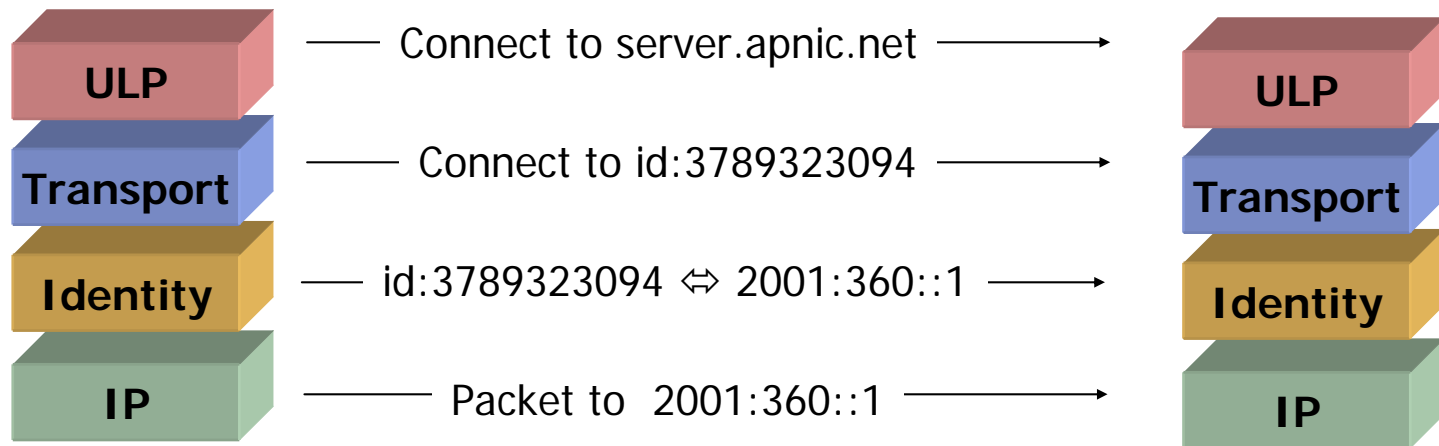 ULP
Connect to server.apnic.net
ULP
Transport
Connect to id:3789323094
Transport
Identity
id:3789323094 ⬄ 2001:360::1
Identity
IP
Packet to 2001:360::1
IP